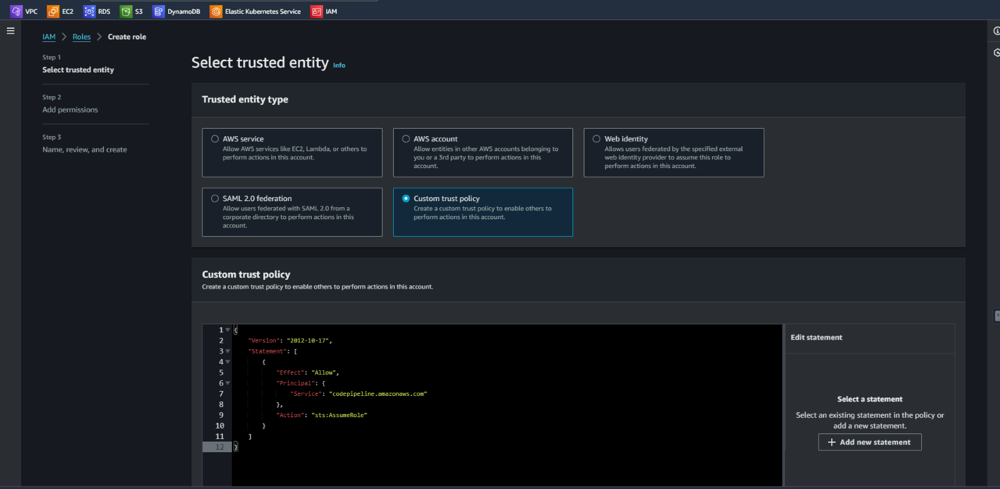 VPC EC2 RDS S3 DynamoDB Elastic Kubernetes Service IAM
IAM Roles Create role
Step 1
Select trusted entity
Step 2
Add permissions
Step 3
Name, review, and create
Select trusted entity Info
Trusted entity type
AWS service
Allow AWS services like EC2, Lambda, or others to
perform actions in this account.
AWS account
Allow entities in other AWS accounts belonging to
you or a 3rd party to perform actions in this
account.
Web identity
Allows users federated by the specified external
web identity provider to assume this role to
perform actions in this account.
SAML 2.0 federation
Allow users federated with SAML 2.0 from a
corporate directory to perform actions in this
account.
Custom trust policy
Create a custom trust policy to enable others to
perform actions in this account.
Custom trust policy
Create a custom trust policy to enable others to perform actions in this account.
1 {
2 "Version": "2012-10-17",
3 "Statement": [
4 {
5 "Effect": "Allow",
6 "Principal": {
7 "Service": "codepipeline.amazonaws.com"
8 },
9 "Action": "sts:AssumeRole"
10 }
11 ]
12 }
Edit statement
Select a statement
Select an existing statement in the policy or
add a new statement.
+ Add new statement